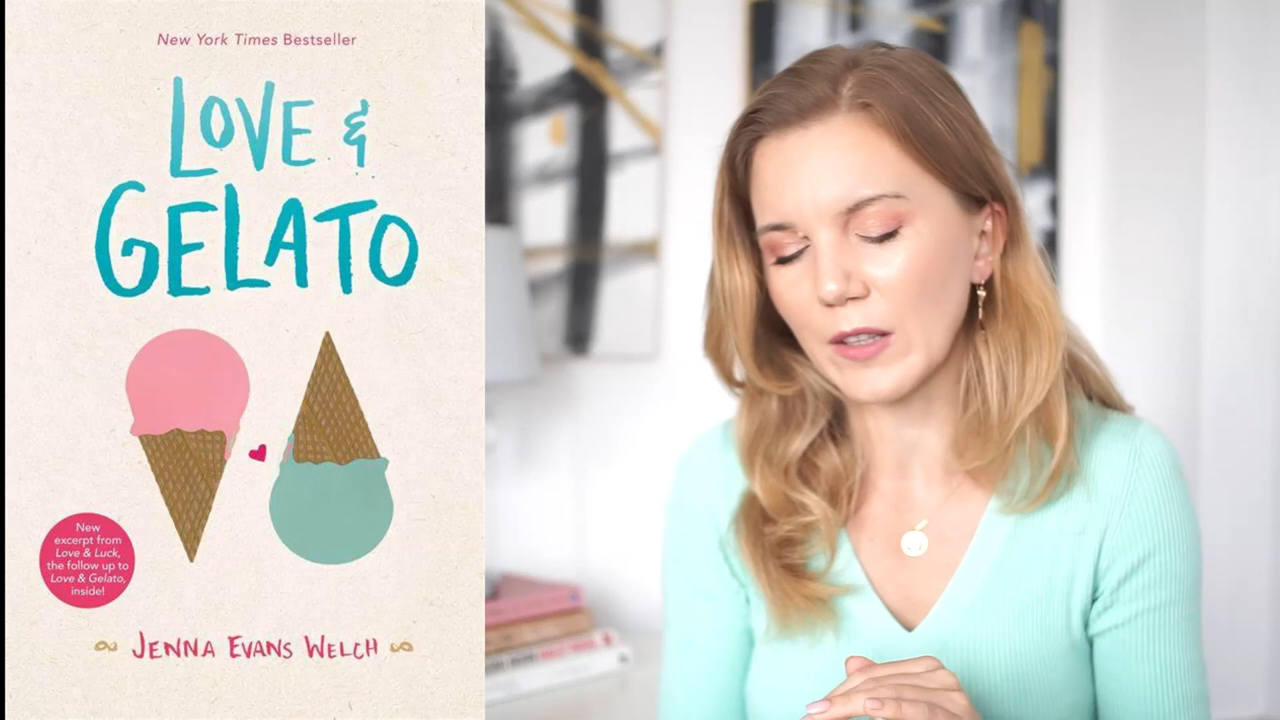 New York Times Bestseller
LOVE &
GELATO
New
excerpt from
Love & Luck,
the follow up to
Love & Gelato,
inside!
JENNA EVANS WELCH